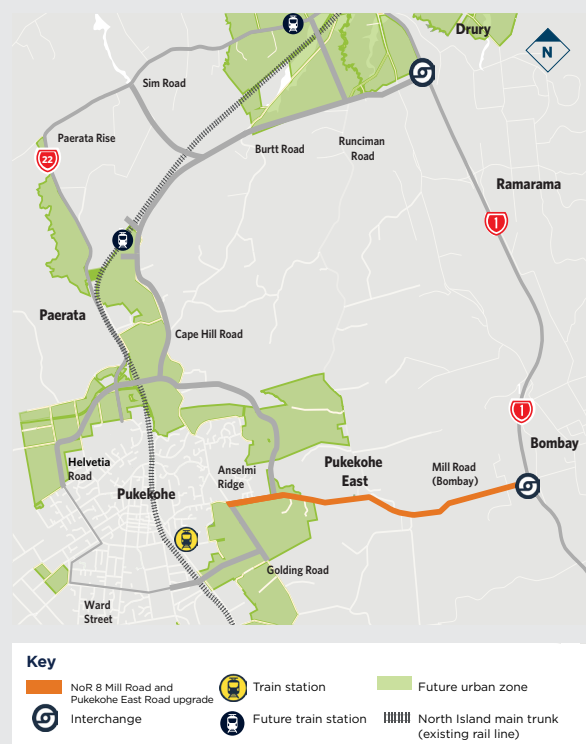 Drury
N
Sim Road
Paerata Rise
22
Burtt Road
Runciman
Road
Ramarama
1
Paerata
Cape Hill Road
1
Bombay
Helvetia
Road
Pukekohe
Anselmi
Ridge
Pukekohe
East
Mill Road
(Bombay)
Golding Road
Ward
Street
Key
NoR 8 Mill Road and
Pukekohe East Road upgrade
Interchange
Train station
Future train station
Future urban zone
North Island main trunk
(existing rail line)